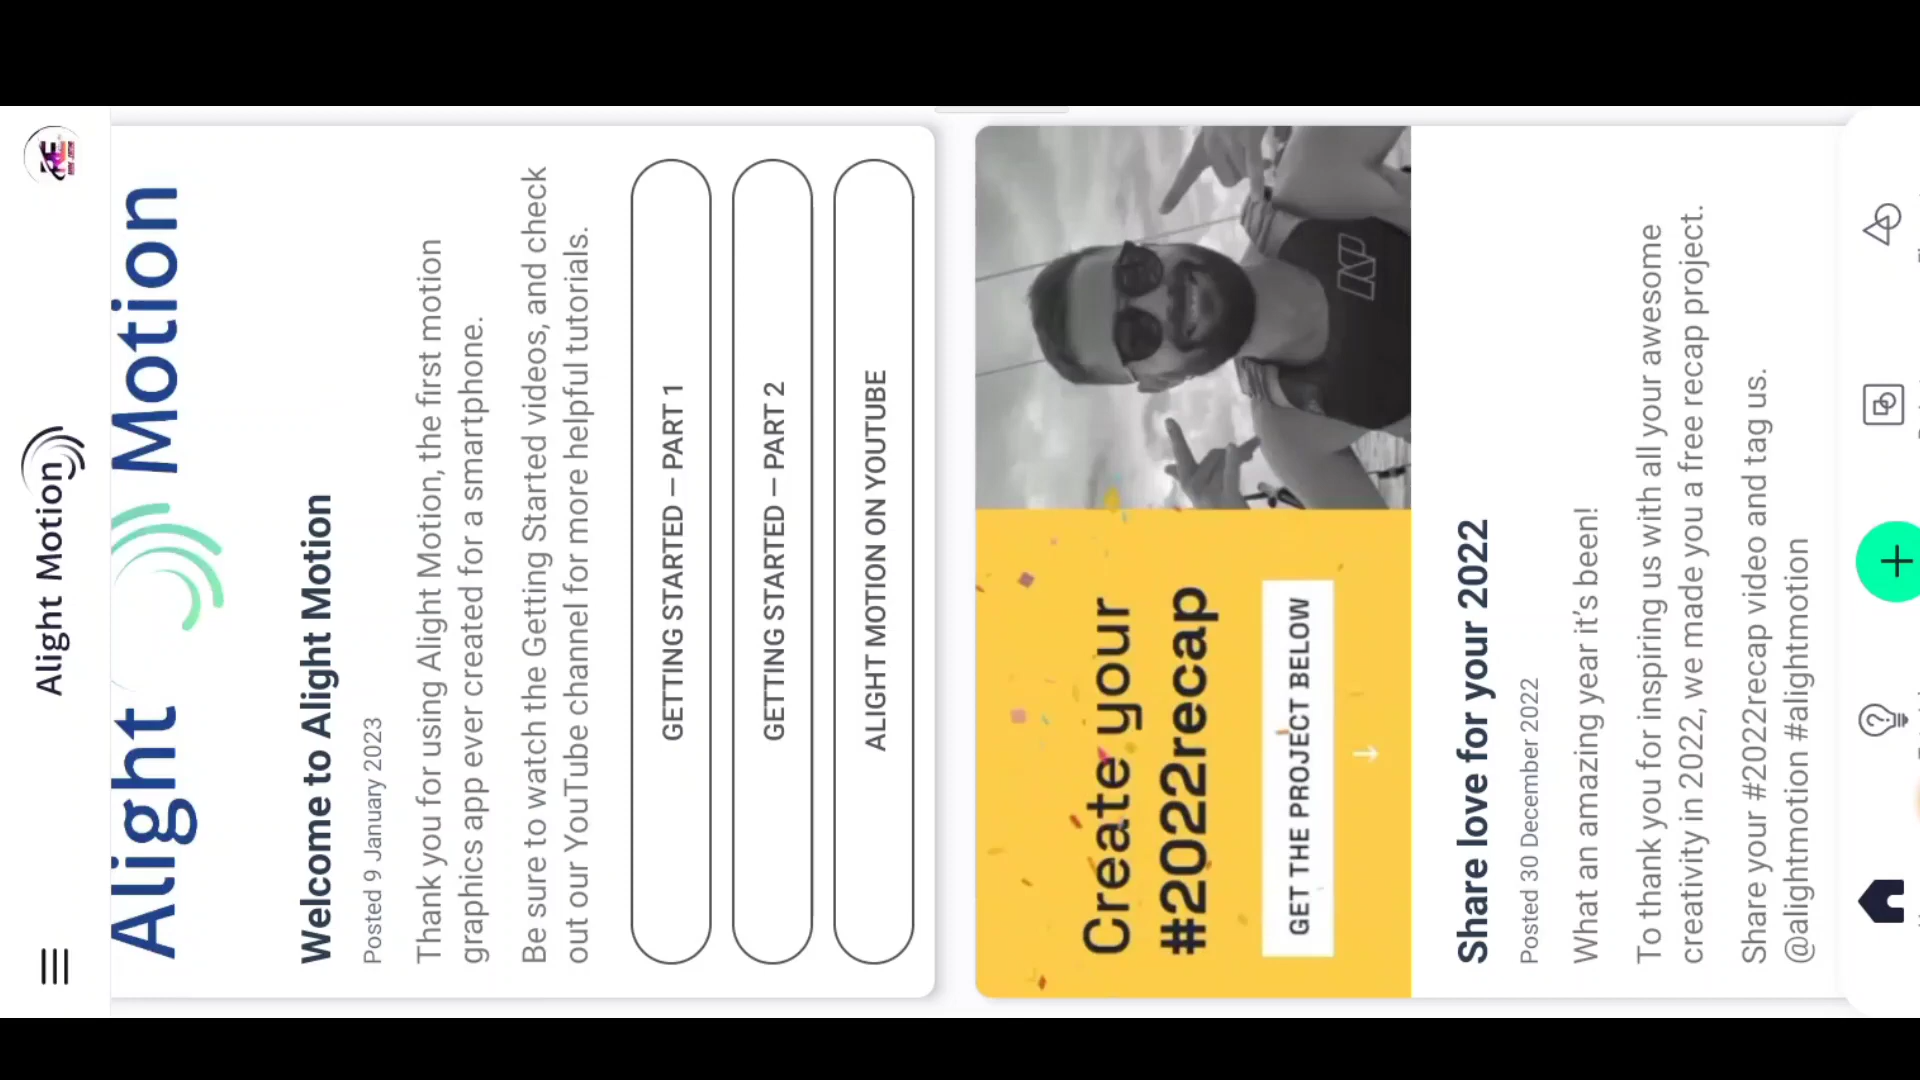 Alight Motion
Alight Motion
Welcome to Alight Motion
Posted 9 January 2023
Thank you for using Alight Motion, the first motion
graphics app ever created for a smartphone.
Be sure to watch the Getting Started videos, and check
out our YouTube channel for more helpful tutorials.
GETTING STARTED – PART 1
GETTING STARTED – PART 2
ALIGHT MOTION ON YOUTUBE
Create your
#2022recap
GET THE PROJECT BELOW
Share love for your 2022
Posted 30 December 2022
What an amazing year it's been!
To thank you for inspiring us with all your awesome
creativity in 2022, we made you a free recap project.
Share your #2022recap video and tag us.
@alightmotion #alightmotion